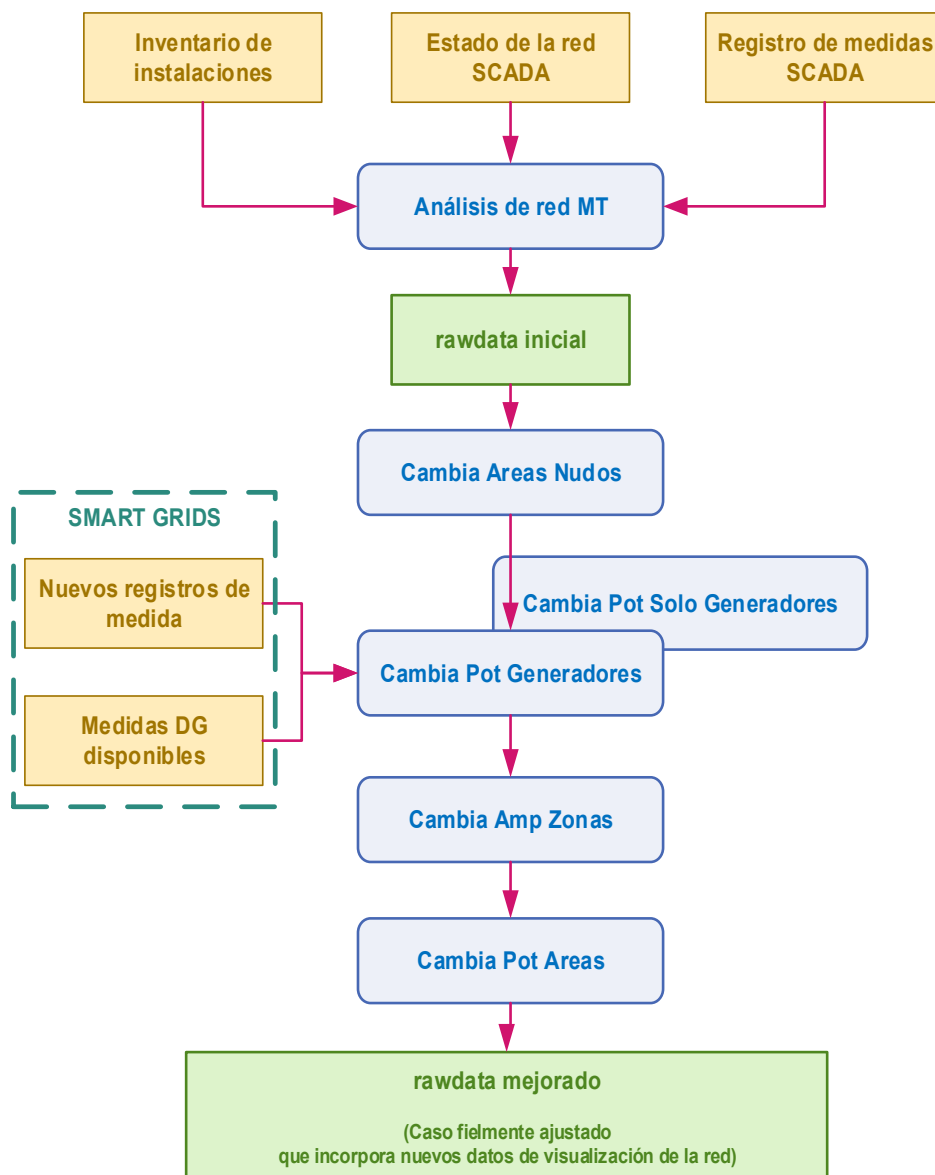 Inventario de
instalaciones
Estado de la red
SCADA
Registro de medidas
SCADA
Análisis de red MT
rawdata inicial
Cambia Areas Nudos
SMART GRIDS
Nuevos registros de
medida
Cambia Pot Solo Generadores
Cambia Pot Generadores
Medidas DG
disponibles
Cambia Amp Zonas
Cambia Pot Areas
rawdata mejorado
(Caso fielmente ajustado
que incorpora nuevos datos de visualización de la red)